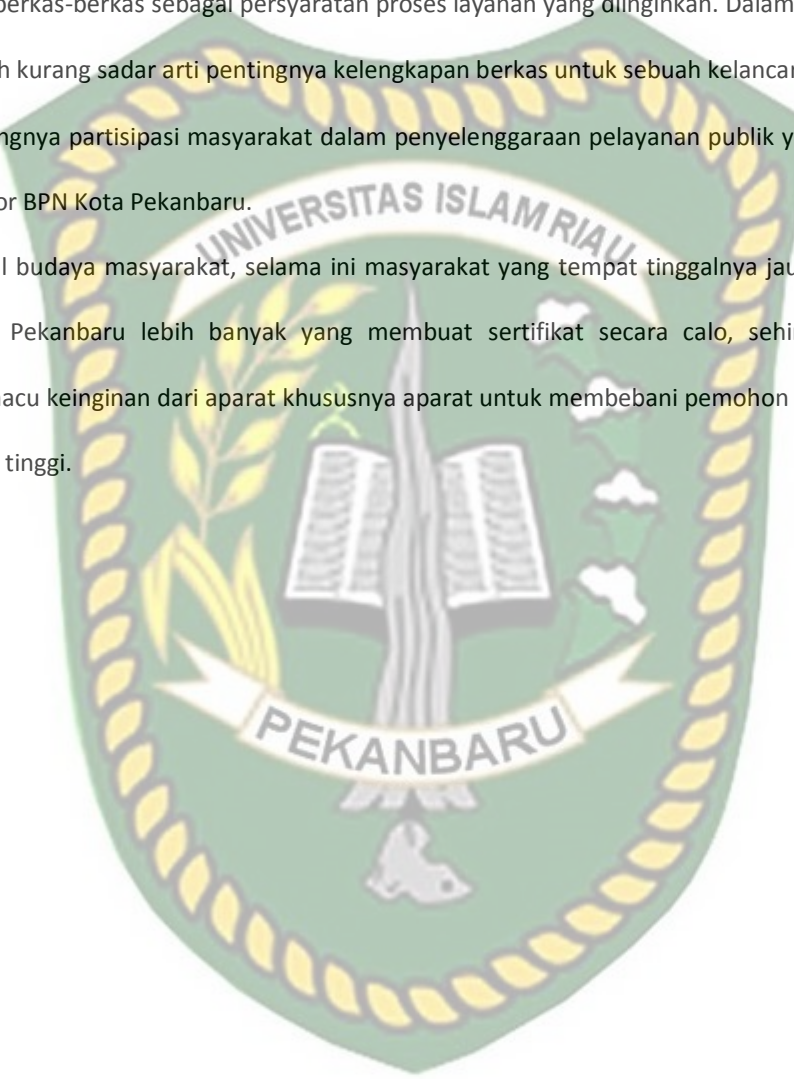 berkas-berkas sebagai persyaratan proses layanan yang diinginkan. Dalam
h kurang sadar arti pentingnya kelengkapan berkas untuk sebuah kelancar
ngnya partisipasi masyarakat dalam penyelenggaraan pelayanan publik y
or BPN Kota Pekanbaru.
UNIVERSITAS ISLAM RIAU
l budaya masyarakat, selama ini masyarakat yang tempat tinggalnya jau
Pekanbaru lebih banyak yang membuat sertifikat secara calo, sehi
acu keinginan dari aparat khususnya aparat untuk membebani pemohon
tinggi.
PEKANBARU